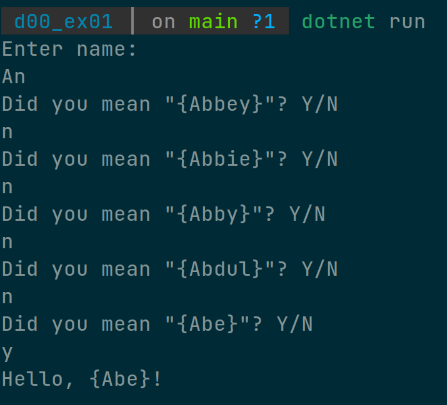 d00_ex01 | on main ?1 dotnet run
Enter name:
An
Did you mean "{Abbey}"? Y/N
n
Did you mean "{Abbie}"? Y/N
n
Did you mean "{Abby}"? Y/N
n
Did you mean "{Abdul}"? Y/N
n
Did you mean "{Abe}"? Y/N
y
Hello, {Abe}!